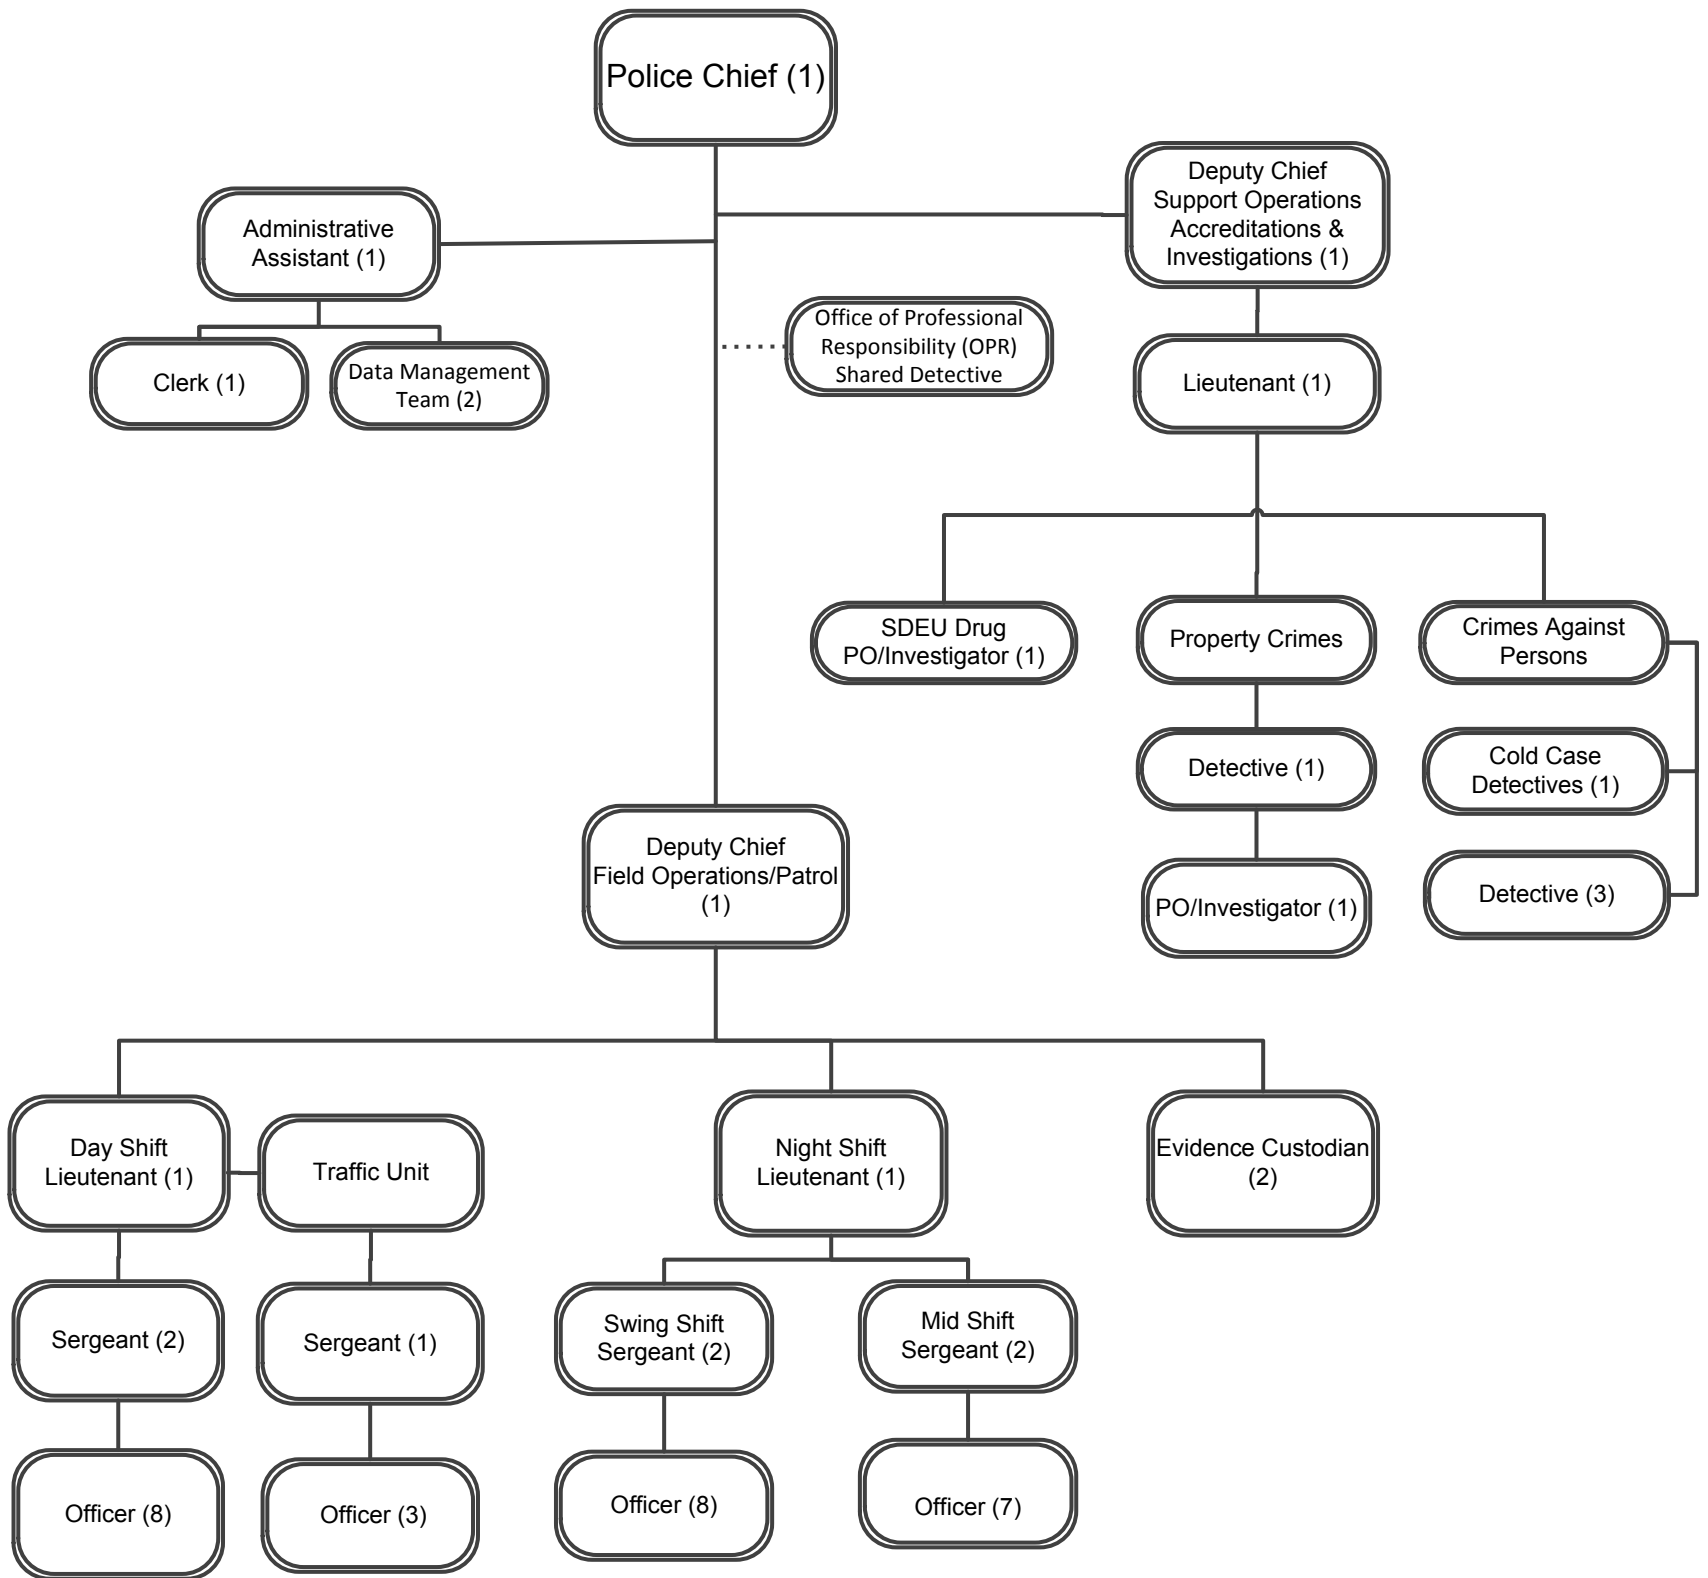 Police Chief (1)
Deputy Chief
Support Operations
Accreditations &
Investigations (1)
Administrative
Assistant (1)
Office of Professional
Responsibility (OPR)
Shared Detective
Clerk (1)
Data Management
Team (2)
Lieutenant (1)
SDEU Drug
PO/Investigator (1)
Property Crimes
Crimes Against
Persons
Detective (1)
Cold Case
Detectives (1)
PO/Investigator (1)
Detective (3)
Deputy Chief
Field Operations/Patrol
(1)
Day Shift
Lieutenant (1)
Traffic Unit
Night Shift
Lieutenant (1)
Evidence Custodian
(2)
Sergeant (2)
Sergeant (1)
Swing Shift
Sergeant (2)
Mid Shift
Sergeant (2)
Officer (8)
Officer (3)
Officer (8)
Officer (7)